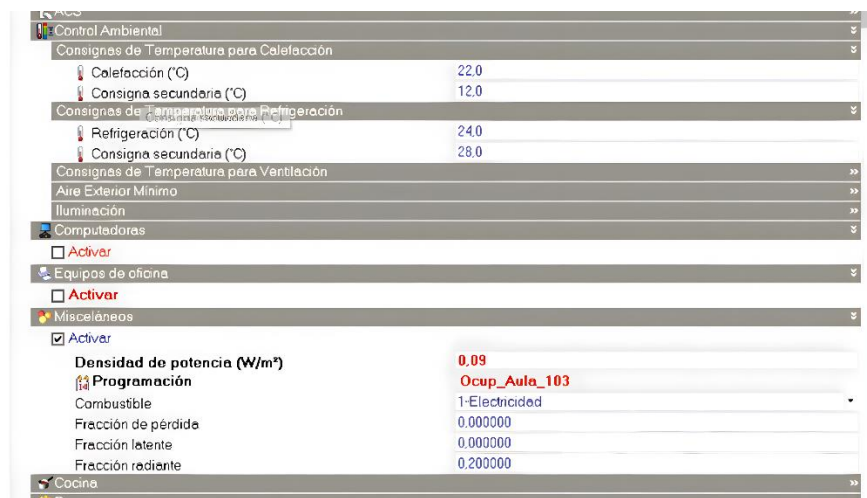 ACS
Control Ambiental
Consignas de Temperatura para Calefacción
Calefacción (°C) 22,0
Consigna secundaria (°C) 12,0
Consignas de Temperatura para Refrigeración
Refrigeración (°C) 24,0
Consigna secundaria (°C) 28,0
Consignas de Temperatura para Ventilación
Aire Exterior Mínimo
Iluminación
Computadoras
Activar
Equipos de oficina
Activar
Misceláneos
Activar
Densidad de potencia (W/m²) 0,09
Programación Ocup_Aula_103
Combustible 1-Electricidad
Fracción de pérdida 0,000000
Fracción latente 0,000000
Fracción radiante 0,200000
Cocina